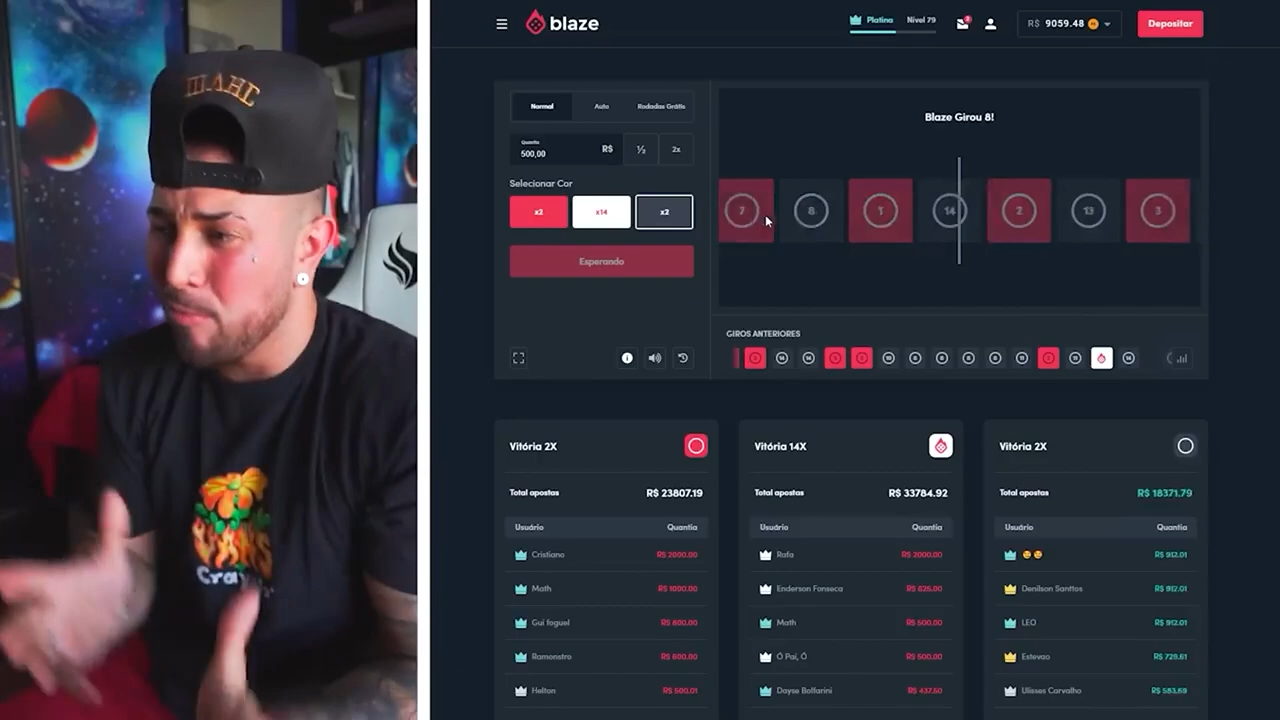 blaze
Platina
Nível 79
R$ 9059.48
Depositar
Normal
Auto
Rodadas Grátis
Quantia
500,00
R$
½
2x
Selecionar Cor
x2
x14
x2
Esperando
Blaze Girou 8!
7
8
1
14
2
13
3
GIROS ANTERIORES
Vitória 2X
Total apostas
R$ 23807.19
Usuário
Quantia
Cristiano
R$ 2000.00
Math
R$ 1000.00
Gui foguel
R$ 800.00
Ramonstro
R$ 600.00
Helton
R$ 500.01
Vitória 14X
Total apostas
R$ 33784.92
Usuário
Quantia
Rafa
R$ 2000.00
Enderson Fonseca
R$ 625.00
Math
R$ 500.00
Ó Paí, Ó
R$ 500.00
Dayse Bolfarini
R$ 437.50
Vitória 2X
Total apostas
R$ 18371.79
Usuário
Quantia
R$ 912.01
Denilson Santtos
R$ 912.01
LEO
R$ 912.01
Estevao
R$ 729.61
Ulisses Carvalho
R$ 583.69